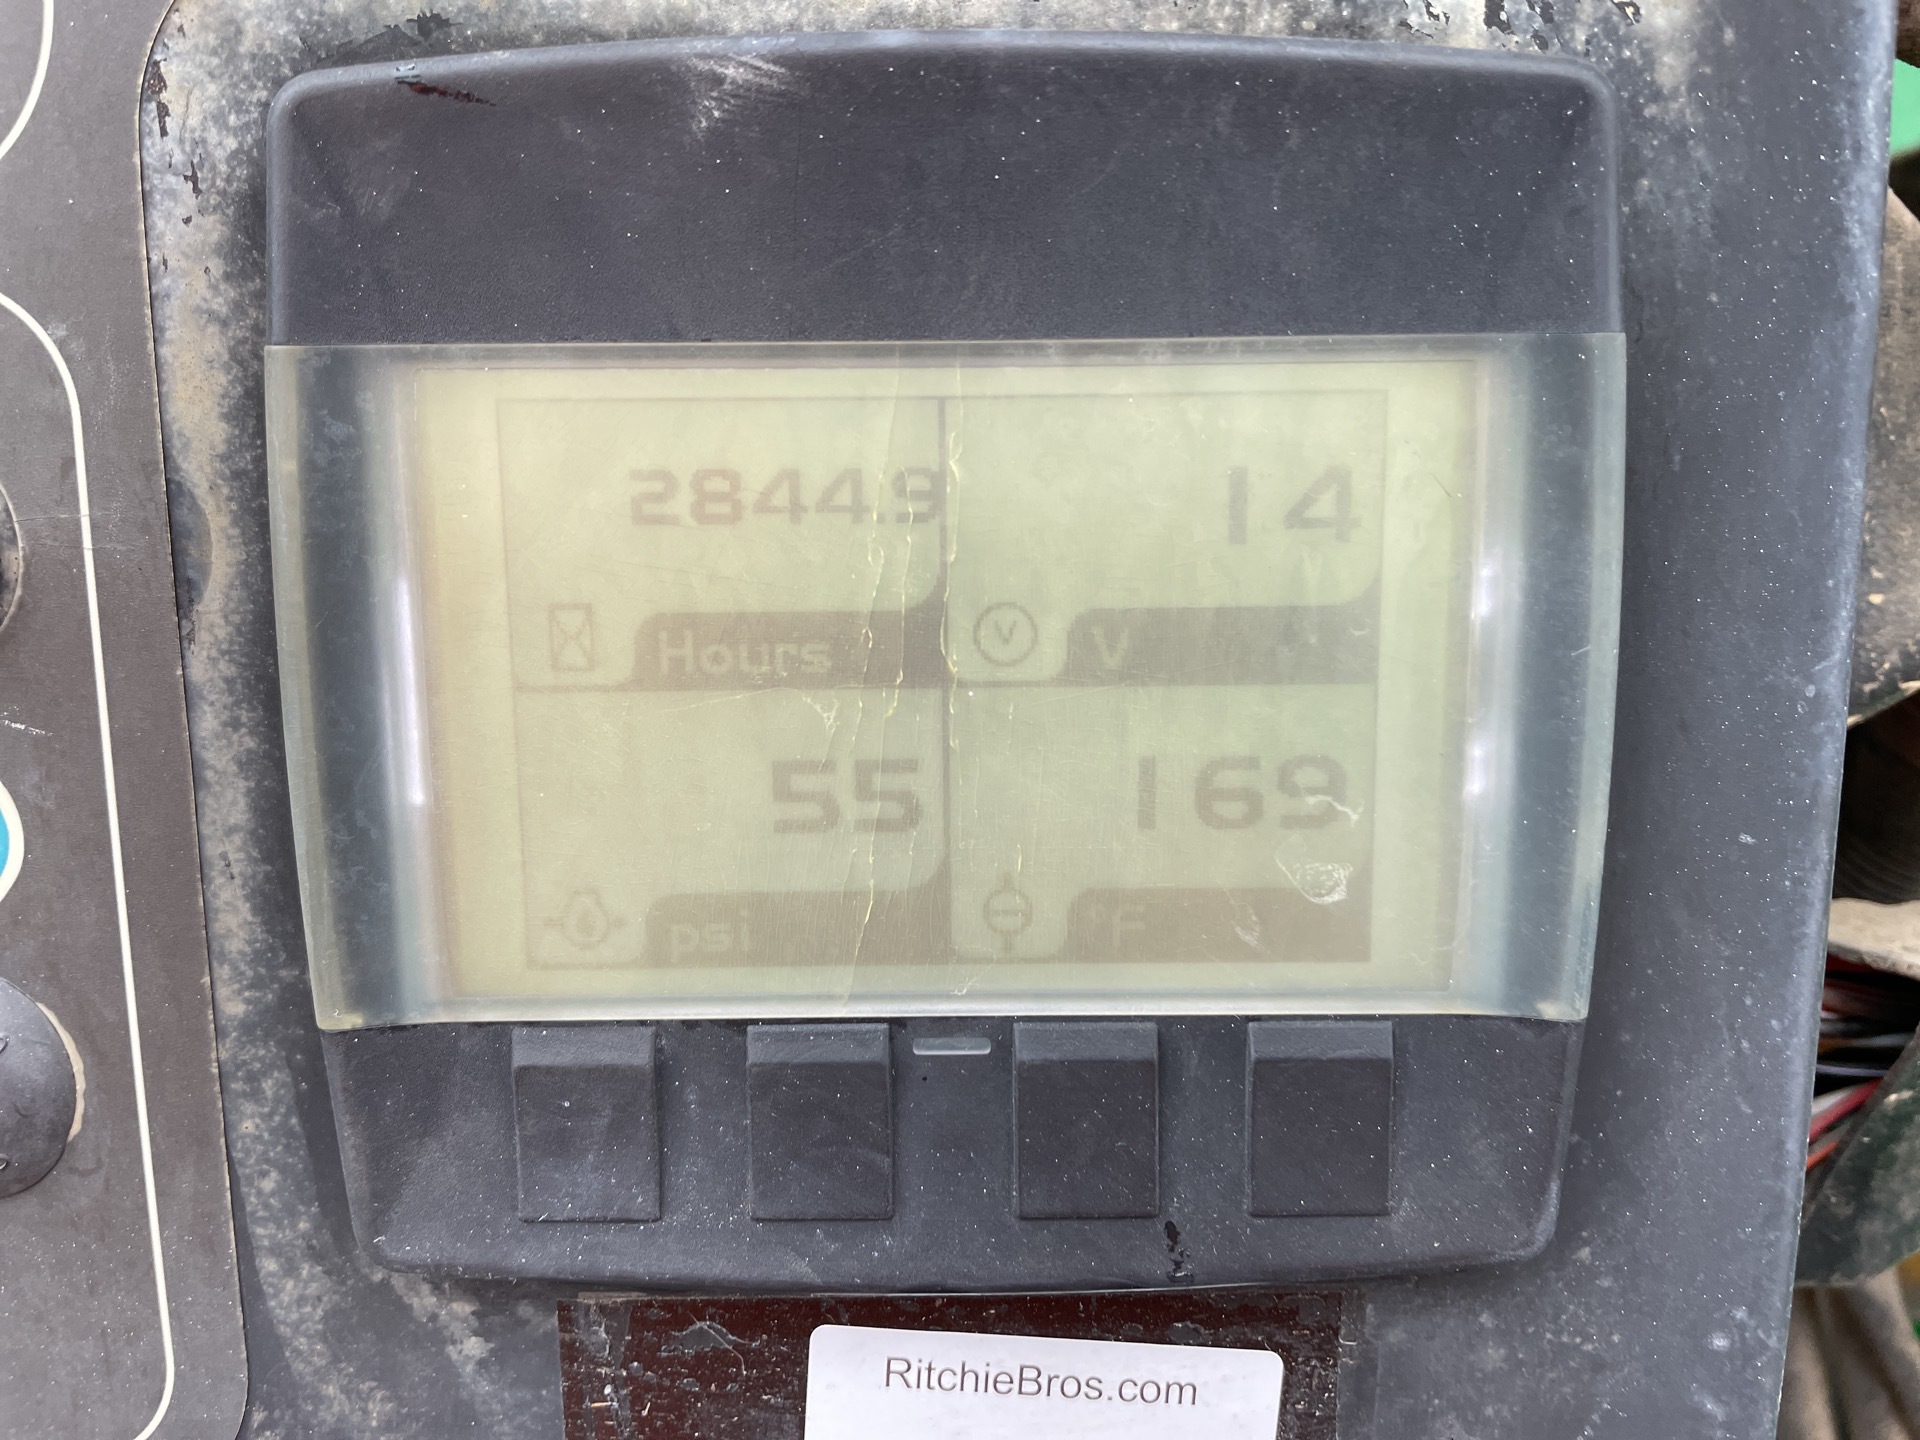 2844.9
14
Hours
V
V
55
169
psi
°F
RitchieBros.com